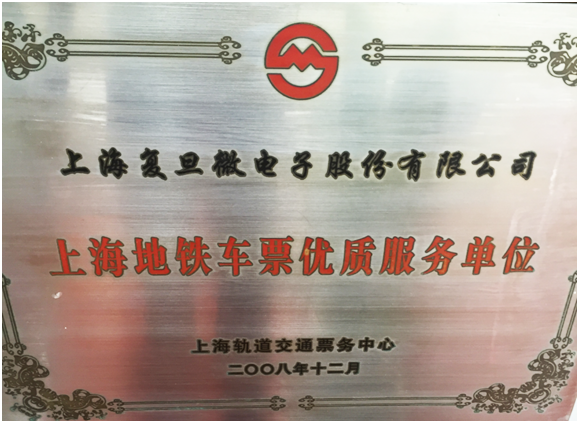 上海复旦微电子股份有限公司
上海地铁车票优质服务单位
上海轨道交通票务中心
二〇〇八年十二月